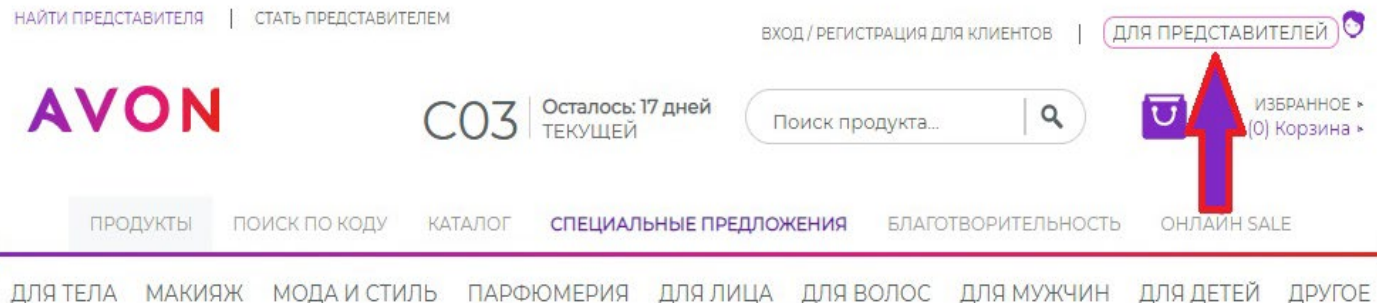 НАЙТИ ПРЕДСТАВИТЕЛЯ | СТАТЬ ПРЕДСТАВИТЕЛЕМ
ВХОД / РЕГИСТРАЦИЯ ДЛЯ КЛИЕНТОВ | ДЛЯ ПРЕДСТАВИТЕЛЕЙ
AVON
С03
Осталось: 17 дней
ТЕКУЩЕЙ
Поиск продукта...
ИЗБРАННОЕ
(0) Корзина
ПРОДУКТЫ ПОИСК ПО КОДУ КАТАЛОГ СПЕЦИАЛЬНЫЕ ПРЕДЛОЖЕНИЯ БЛАГОТВОРИТЕЛЬНОСТЬ ОНЛАЙН SALE
ДЛЯ ТЕЛА МАКИЯЖ МОДА И СТИЛЬ ПАРФЮМЕРИЯ ДЛЯ ЛИЦА ДЛЯ ВОЛОС ДЛЯ МУЖЧИН ДЛЯ ДЕТЕЙ ДРУГОЕ